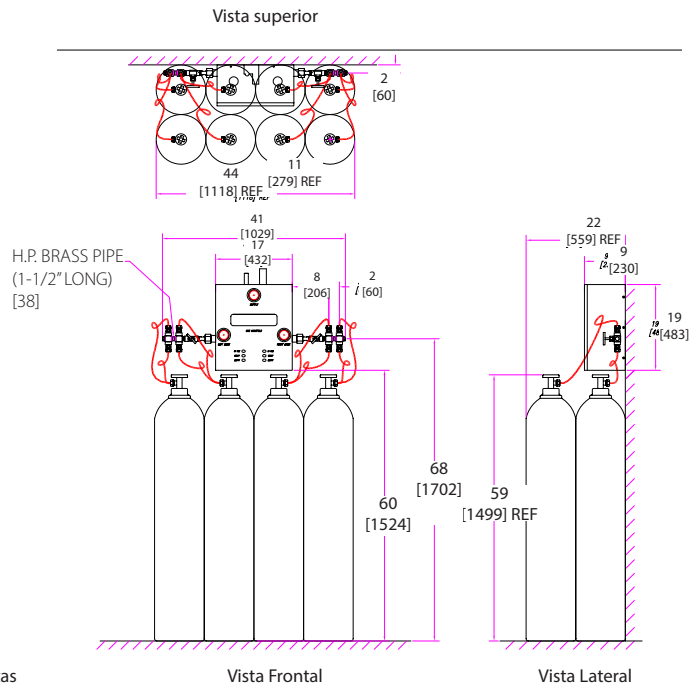 Vista superior
2
[60]
11
[279] REF
44
[1118] REF
41
[1029]
17
[432]
22
[559] REF
9
[230]
H.P. BRASS PIPE
(1-1/2" LONG)
[38]
8
[206]
2
[60]
19
[483]
68
[1702]
60
[1524]
59
[1499] REF
as
Vista Frontal
Vista Lateral